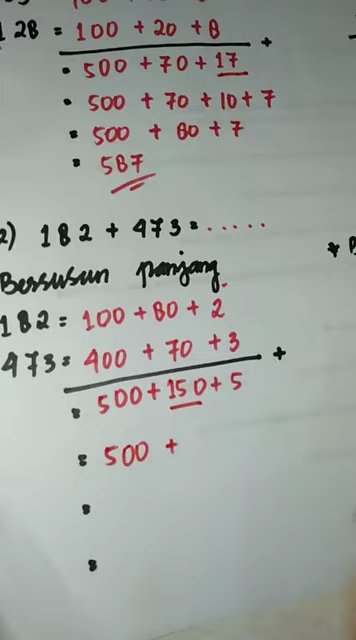 128 = 100 + 20 + 8
+
= 500 + 70 + 17
= 500 + 70 + 10 + 7
= 500 + 80 + 7
= 587
2) 182 + 473 = .....
Bersusun panjang.
182 = 100 + 80 + 2
473 = 400 + 70 + 3
+
= 500 + 150 + 5
= 500 +
=
=